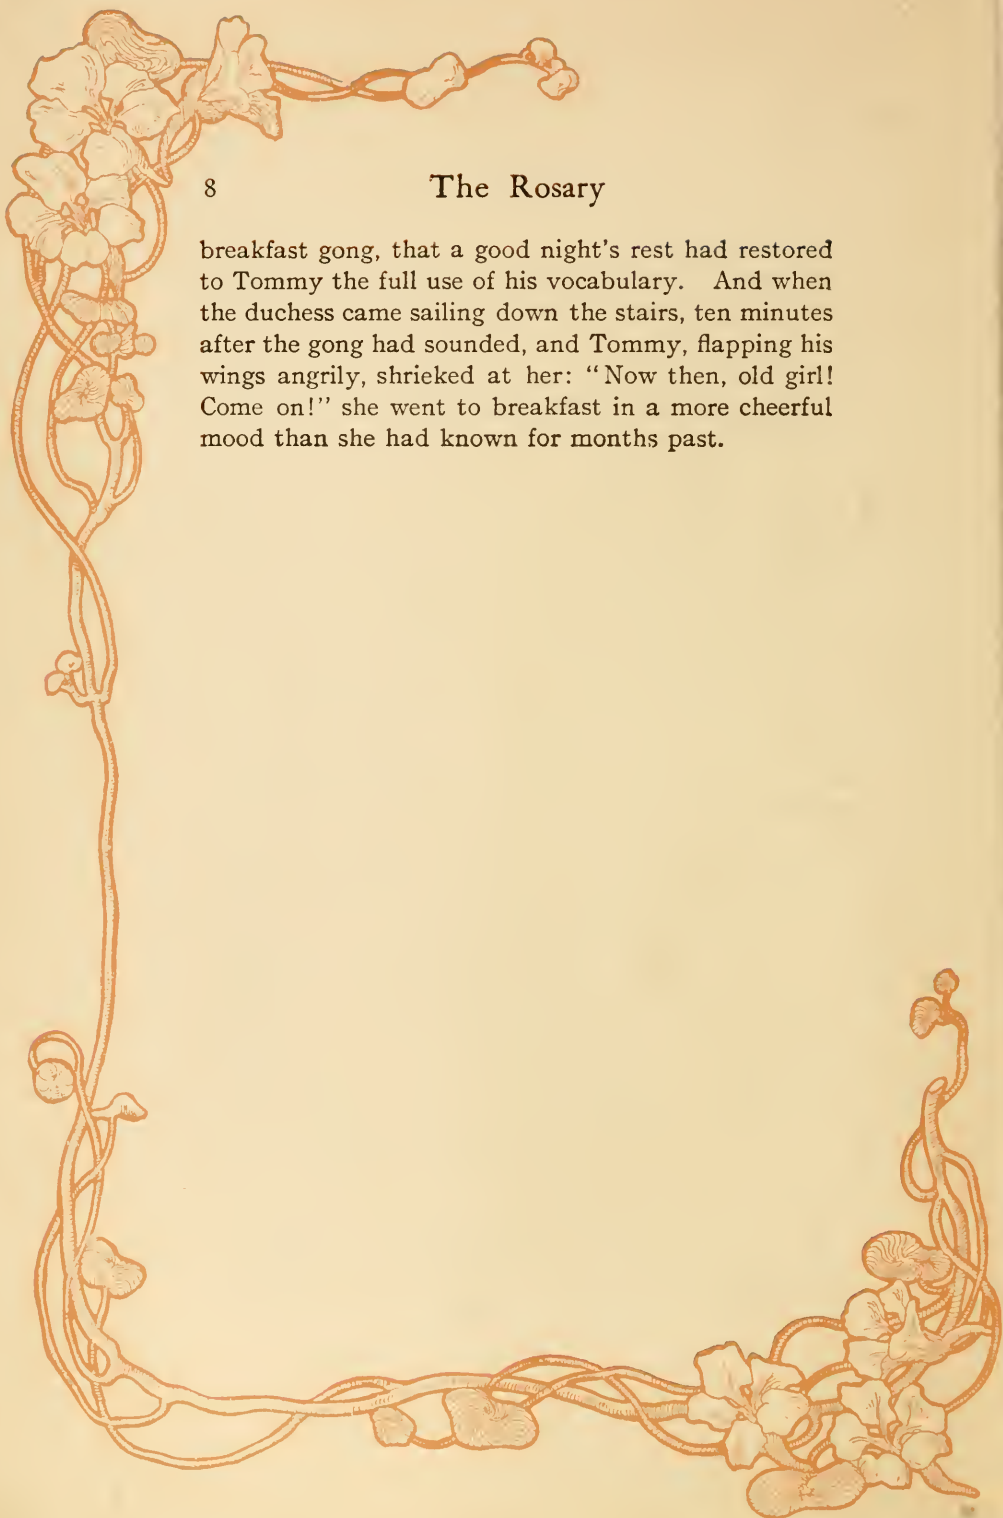 8 The Rosary
breakfast gong, that a good night's rest had restored
to Tommy the full use of his vocabulary. And when
the duchess came sailing down the stairs, ten minutes
after the gong had sounded, and Tommy, flapping his
wings angrily, shrieked at her: "Now then, old girl!
Come on!" she went to breakfast in a more cheerful
mood than she had known for months past.